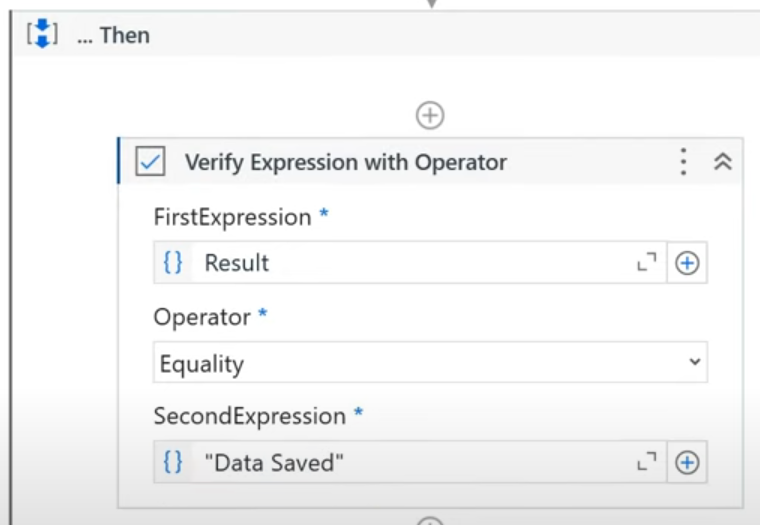 ... Then
Verify Expression with Operator
FirstExpression *
{} Result
Operator *
Equality
SecondExpression *
{} "Data Saved"